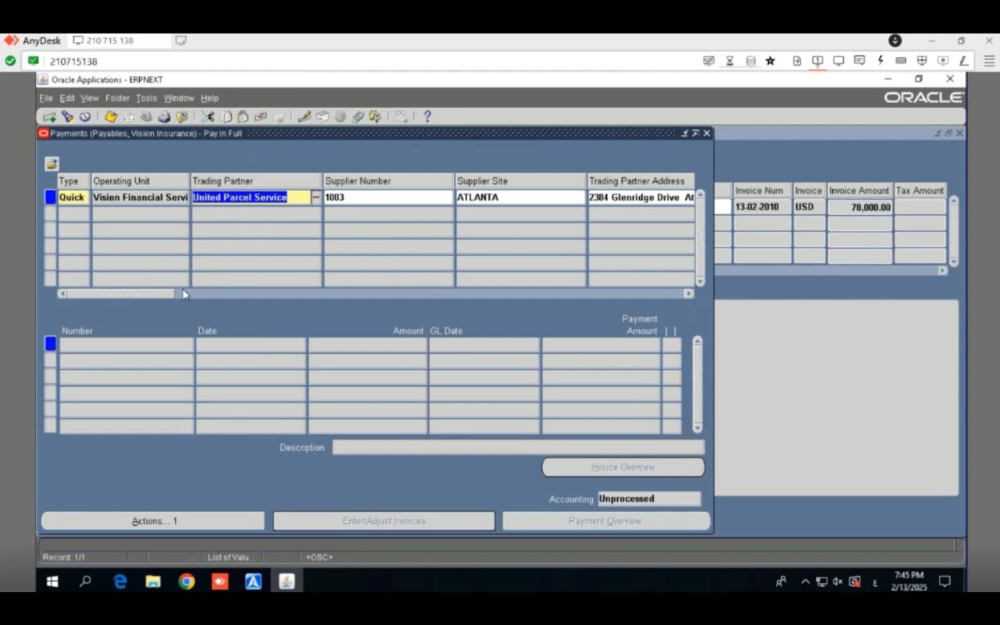 AnyDesk 210 715 138
210715138
Oracle Applications - ERPNEXT
File Edit View Folder Tools Window Help
ORACLE
Payments (Payables, Vision Insurance) - Pay in Full
Type Operating Unit Trading Partner Supplier Number Supplier Site Trading Partner Address
Quick Vision Financial Servi United Parcel Service 1003 ATLANTA 2384 Glenridge Drive At
Invoice Num Invoice Invoice Amount Tax Amount
13-02-2010 USD 78,000.00
Payment
Number Date Amount GL Date Amount [ ]
Description
Invoice Overview
Accounting Unprocessed
Actions... 1 Enter/Adjust Invoices Payment Overview
Record: 1/1 ... List of Valu... <OSC>
ع 7:45 PM
2/13/2025